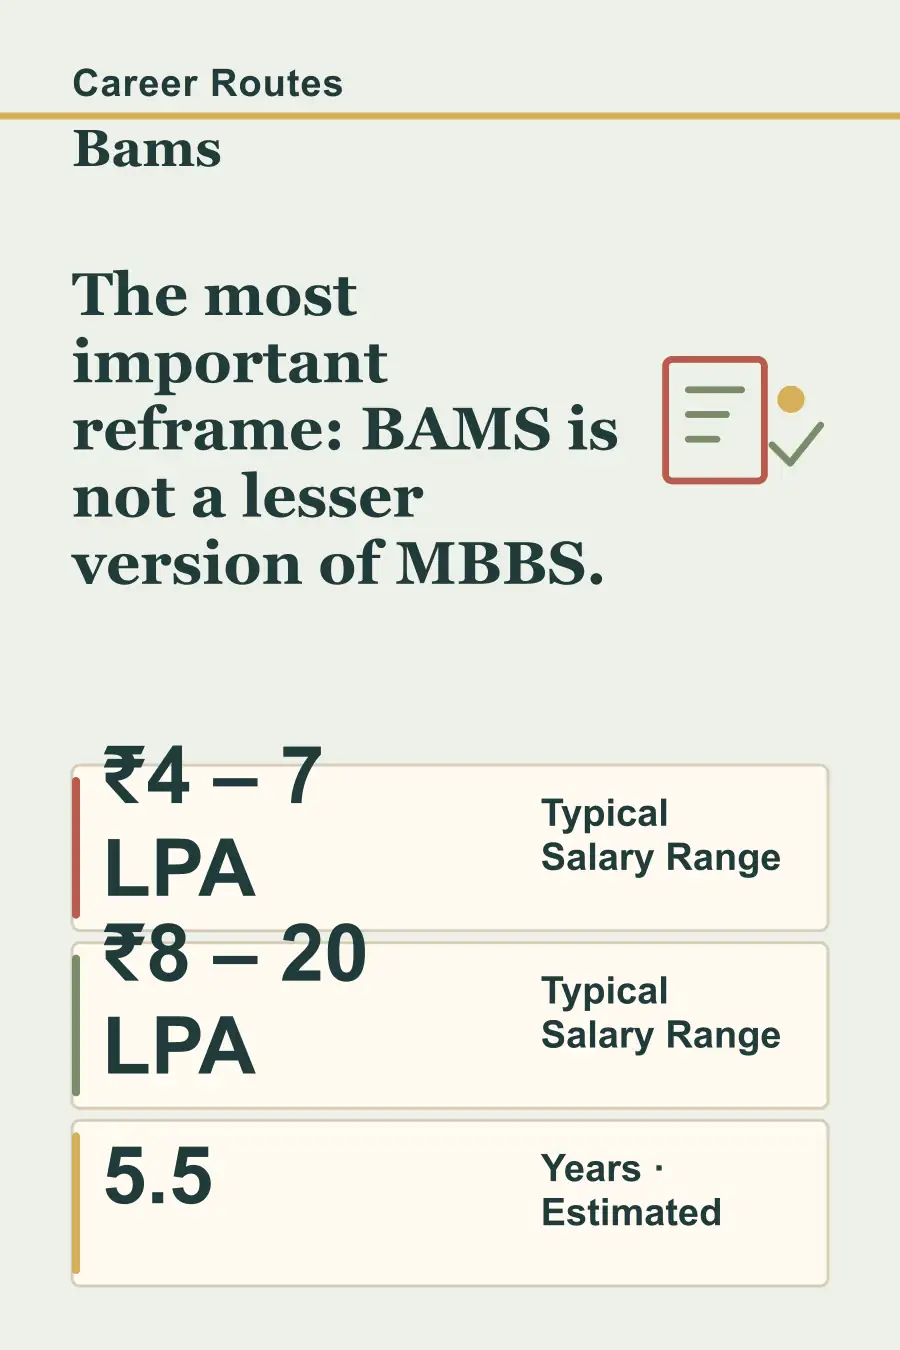 Career Routes
Bams
The most
important
reframe: BAMS is
not a lesser
version of MBBS.
₹4 – 7
LPA
Typical
Salary Range
₹8 – 20
LPA
Typical
Salary Range
5.5
Years ·
Estimated